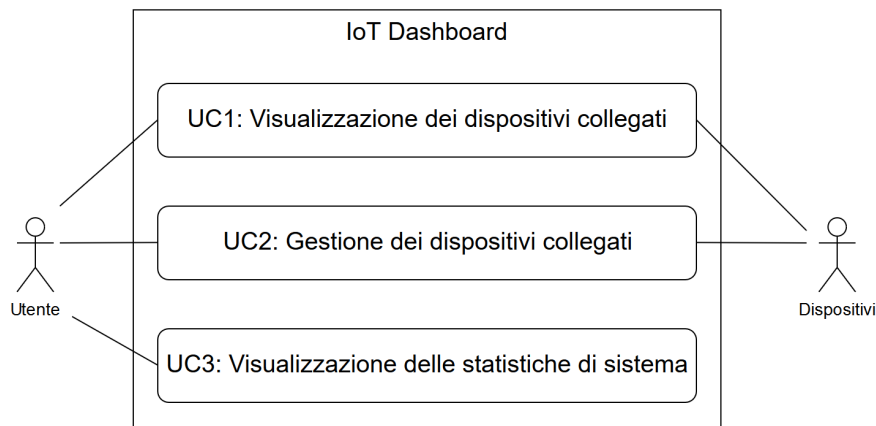 IoT Dashboard
UC1: Visualizzazione dei dispositivi collegati
UC2: Gestione dei dispositivi collegati
Utente
Dispositivi
UC3: Visualizzazione delle statistiche di sistema